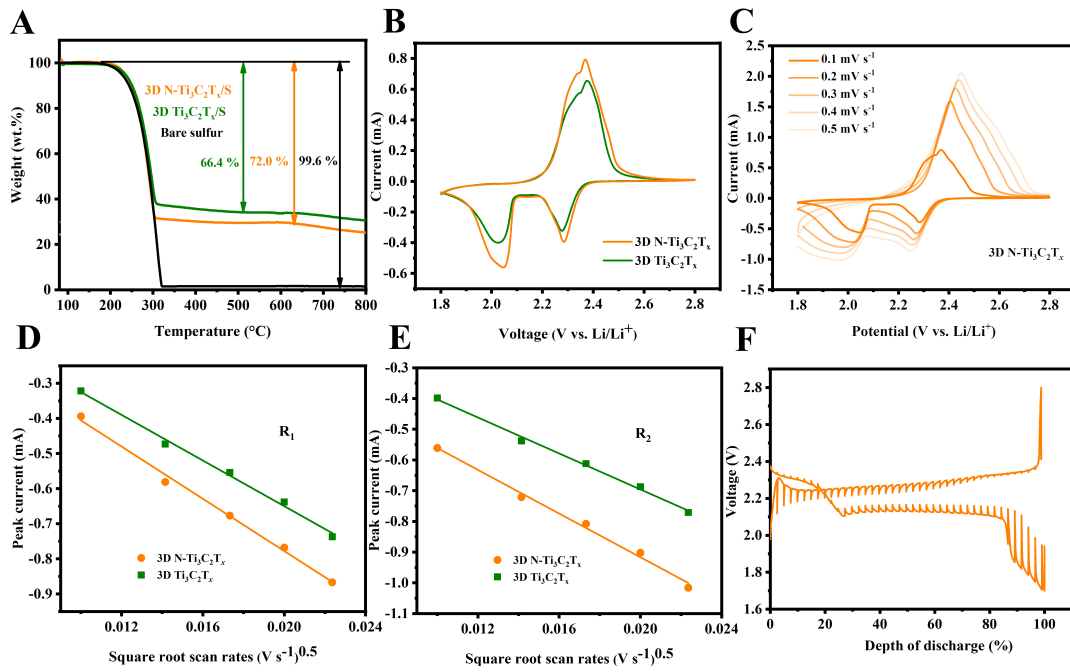 A
100
80
60
40
20
0
Weight (wt.%)
3D N-Ti₃C₂Tₓ/S
3D Ti₃C₂Tₓ/S
Bare sulfur
66.4 %
72.0 %
99.6 %
100 200 300 400 500 600 700 800
Temperature (°C)
B
0.8
0.6
0.4
0.2
0.0
-0.2
-0.4
-0.6
Current (mA)
3D N-Ti₃C₂Tₓ
3D Ti₃C₂Tₓ
1.8 2.0 2.2 2.4 2.6 2.8
Voltage (V vs. Li/Li⁺)
C
2.5
2.0
1.5
1.0
0.5
0.0
-0.5
-1.0
-1.5
Current (mA)
0.1 mV s⁻¹
0.2 mV s⁻¹
0.3 mV s⁻¹
0.4 mV s⁻¹
0.5 mV s⁻¹
3D N-Ti₃C₂Tₓ
1.8 2.0 2.2 2.4 2.6 2.8
Potential (V vs. Li/Li⁺)
D
-0.3
-0.4
-0.5
-0.6
-0.7
-0.8
-0.9
Peak current (mA)
R₁
3D N-Ti₃C₂Tₓ
3D Ti₃C₂Tₓ
0.012 0.016 0.020 0.024
Square root scan rates (V s⁻¹)0.5
E
-0.3
-0.4
-0.5
-0.6
-0.7
-0.8
-0.9
-1.0
-1.1
Peak current (mA)
R₂
3D N-Ti₃C₂Tₓ
3D Ti₃C₂Tₓ
0.012 0.016 0.020 0.024
Square root scan rates (V s⁻¹)0.5
F
2.8
2.4
2.0
1.6
Voltage (V)
0 20 40 60 80 100
Depth of discharge (%)